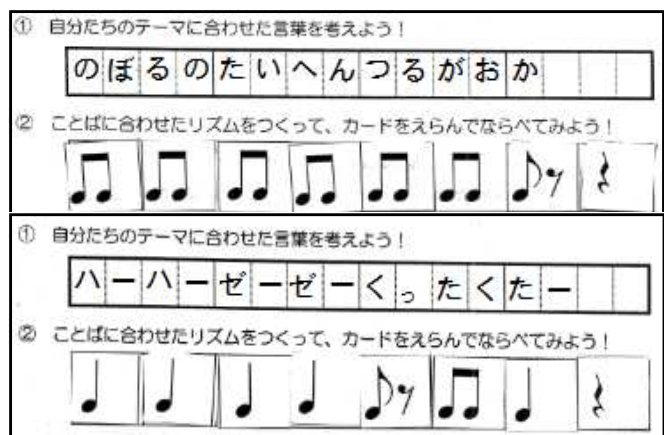 ① 自分たちのテーマに合わせた言葉を考えよう！
のぼるのたいへんつるがおか
② ことばに合わせたリズムをつくって、カードをえらんでならべてみよう！
① 自分たちのテーマに合わせた言葉を考えよう！
ハーハーゼーゼーくったくたー
② ことばに合わせたリズムをつくって、カードをえらんでならべてみよう！